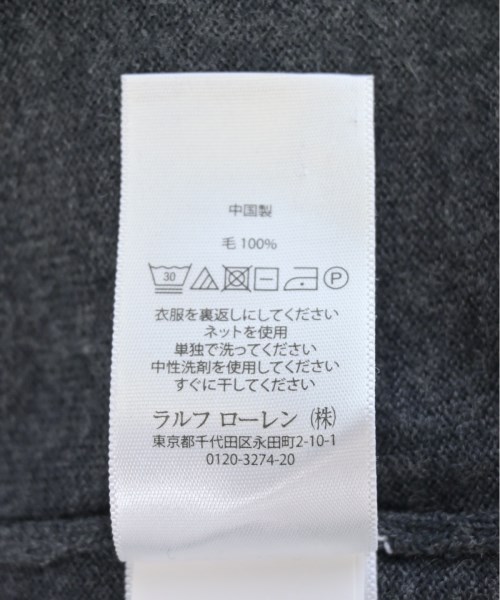 中国製
毛 100%
30 P
衣服を裏返しにしてください
ネットを使用
単独で洗ってください
中性洗剤を使用してください
すぐに干してください
ラルフ ローレン (株)
東京都千代田区永田町2-10-1
0120-3274-20